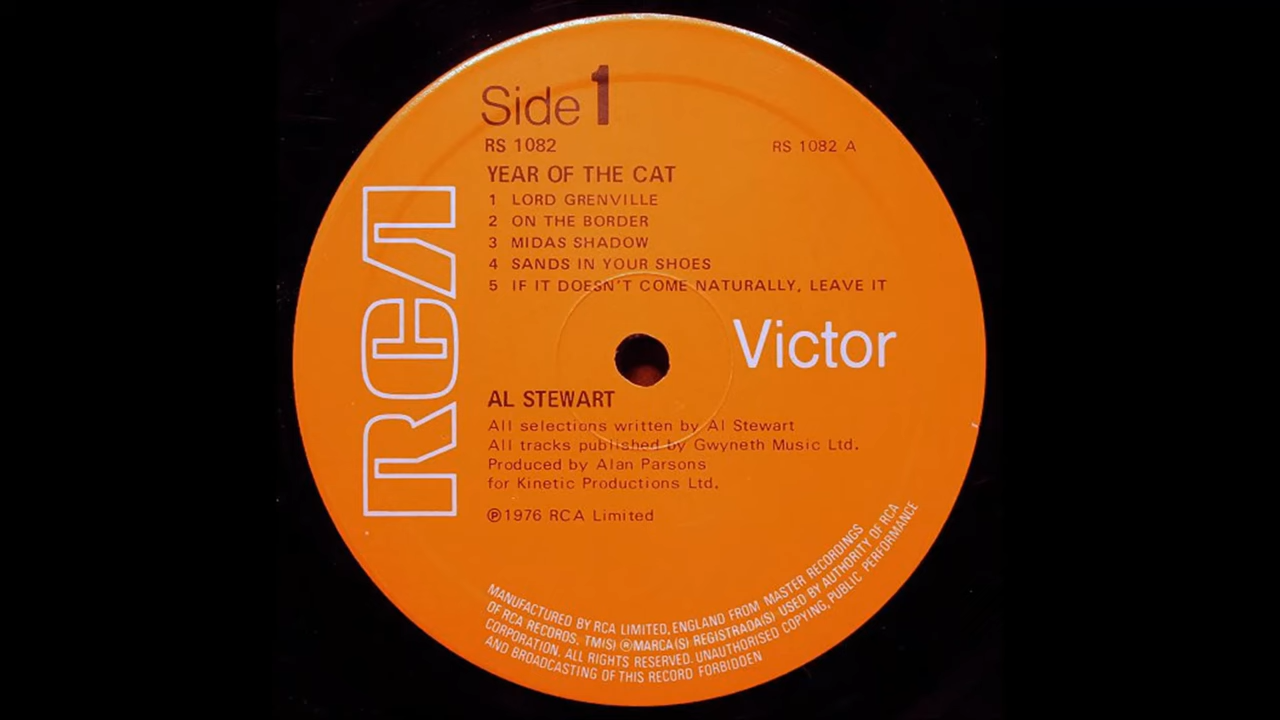 Side 1
RS 1082 RS 1082 A
YEAR OF THE CAT
1 LORD GRENVILLE
2 ON THE BORDER
3 MIDAS SHADOW
4 SANDS IN YOUR SHOES
5 IF IT DOESN'T COME NATURALLY, LEAVE IT
RCA
Victor
AL STEWART
All selections written by Al Stewart
All tracks published by Gwyneth Music Ltd.
Produced by Alan Parsons
for Kinetic Productions Ltd.
℗1976 RCA Limited
MANUFACTURED BY RCA LIMITED, ENGLAND FROM MASTER RECORDINGS
OF RCA RECORDS. TM(S) ®MARCA(S) REGISTRADA(S) USED BY AUTHORITY OF RCA
CORPORATION. ALL RIGHTS RESERVED. UNAUTHORISED COPYING, PUBLIC PERFORMANCE
AND BROADCASTING OF THIS RECORD FORBIDDEN